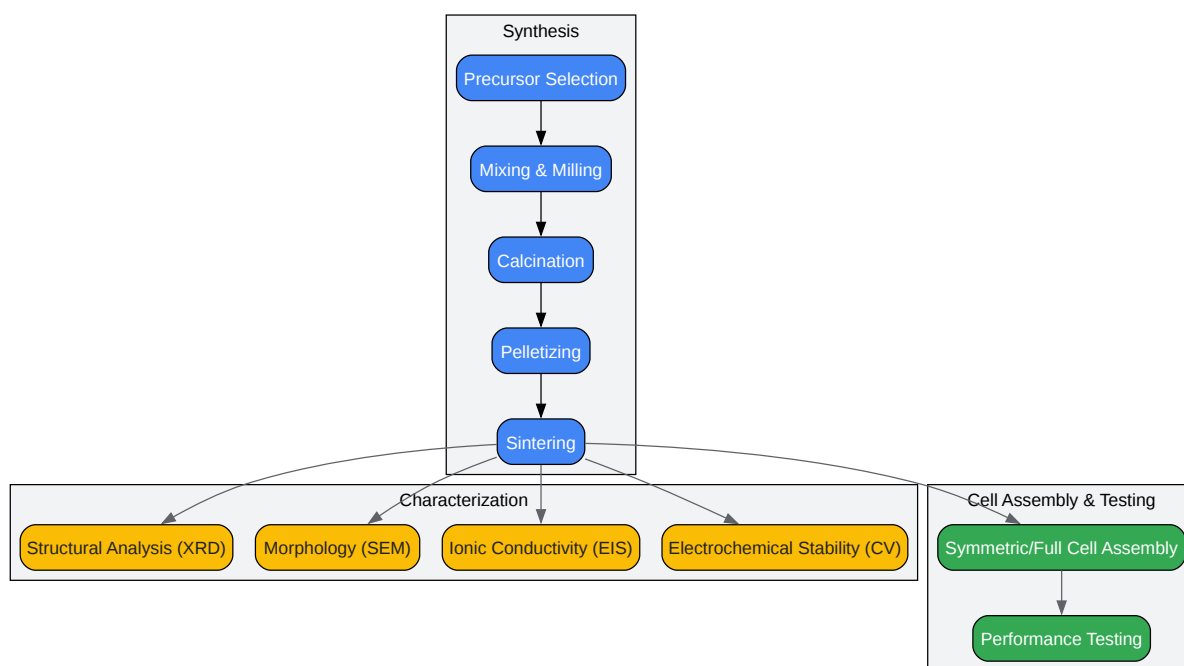 Synthesis
Precursor Selection
Mixing & Milling
Calcination
Pelletizing
Sintering
Characterization
Structural Analysis (XRD)
Morphology (SEM)
Ionic Conductivity (EIS)
Electrochemical Stability (CV)
Cell Assembly & Testing
Symmetric/Full Cell Assembly
Performance Testing